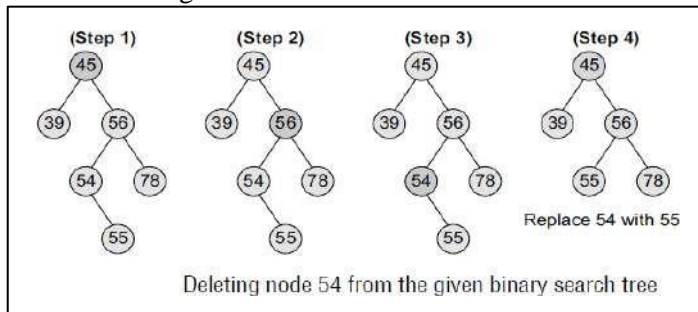 (Step 1) (Step 2) (Step 3) (Step 4)
45 45 45 45
39 56 39 56 39 56 39 56
54 78 54 78 54 78 55 78
55 55 55
Replace 54 with 55
Deleting node 54 from the given binary search tree